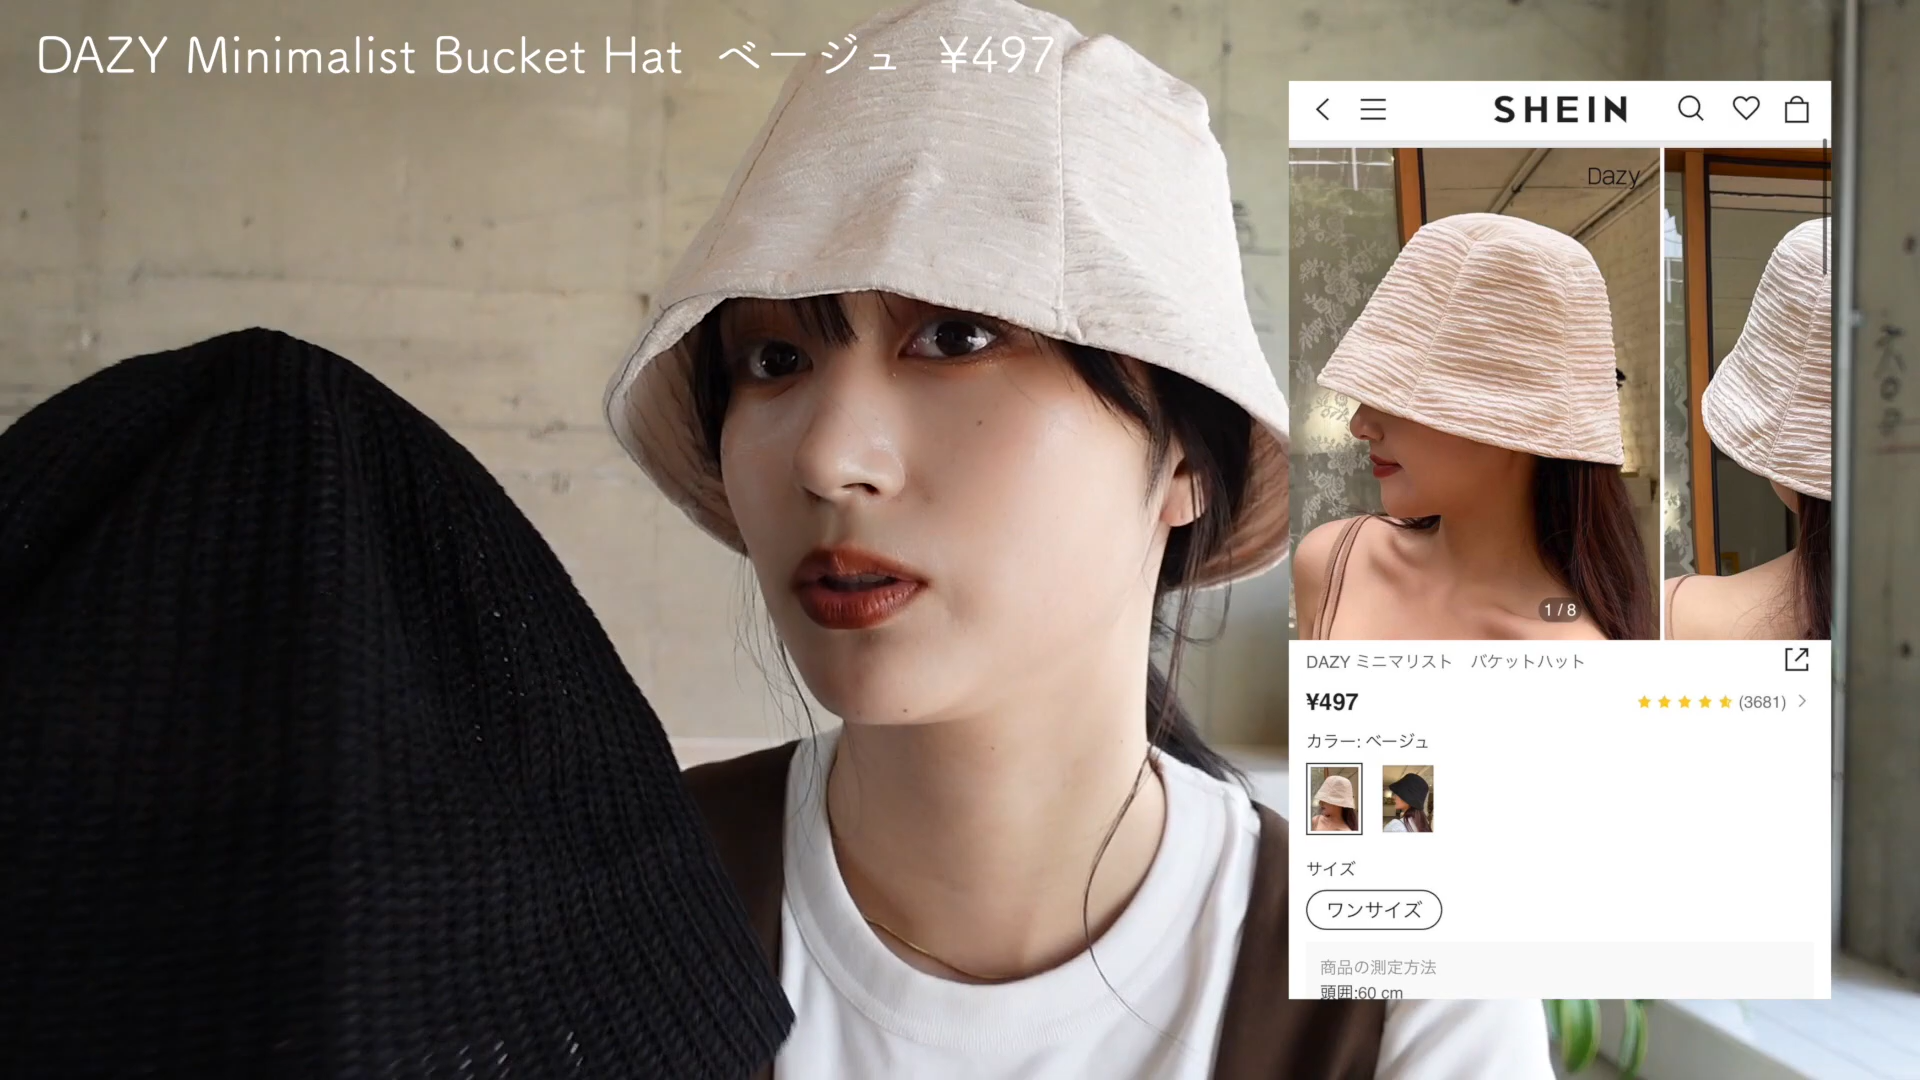 DAZY Minimalist Bucket Hat ベージュ ¥497
SHEIN
Dazy
1 / 8
DAZY ミニマリスト バケットハット
¥497
(3681)
カラー: ベージュ
サイズ
ワンサイズ
商品の測定方法
頭囲:60 cm